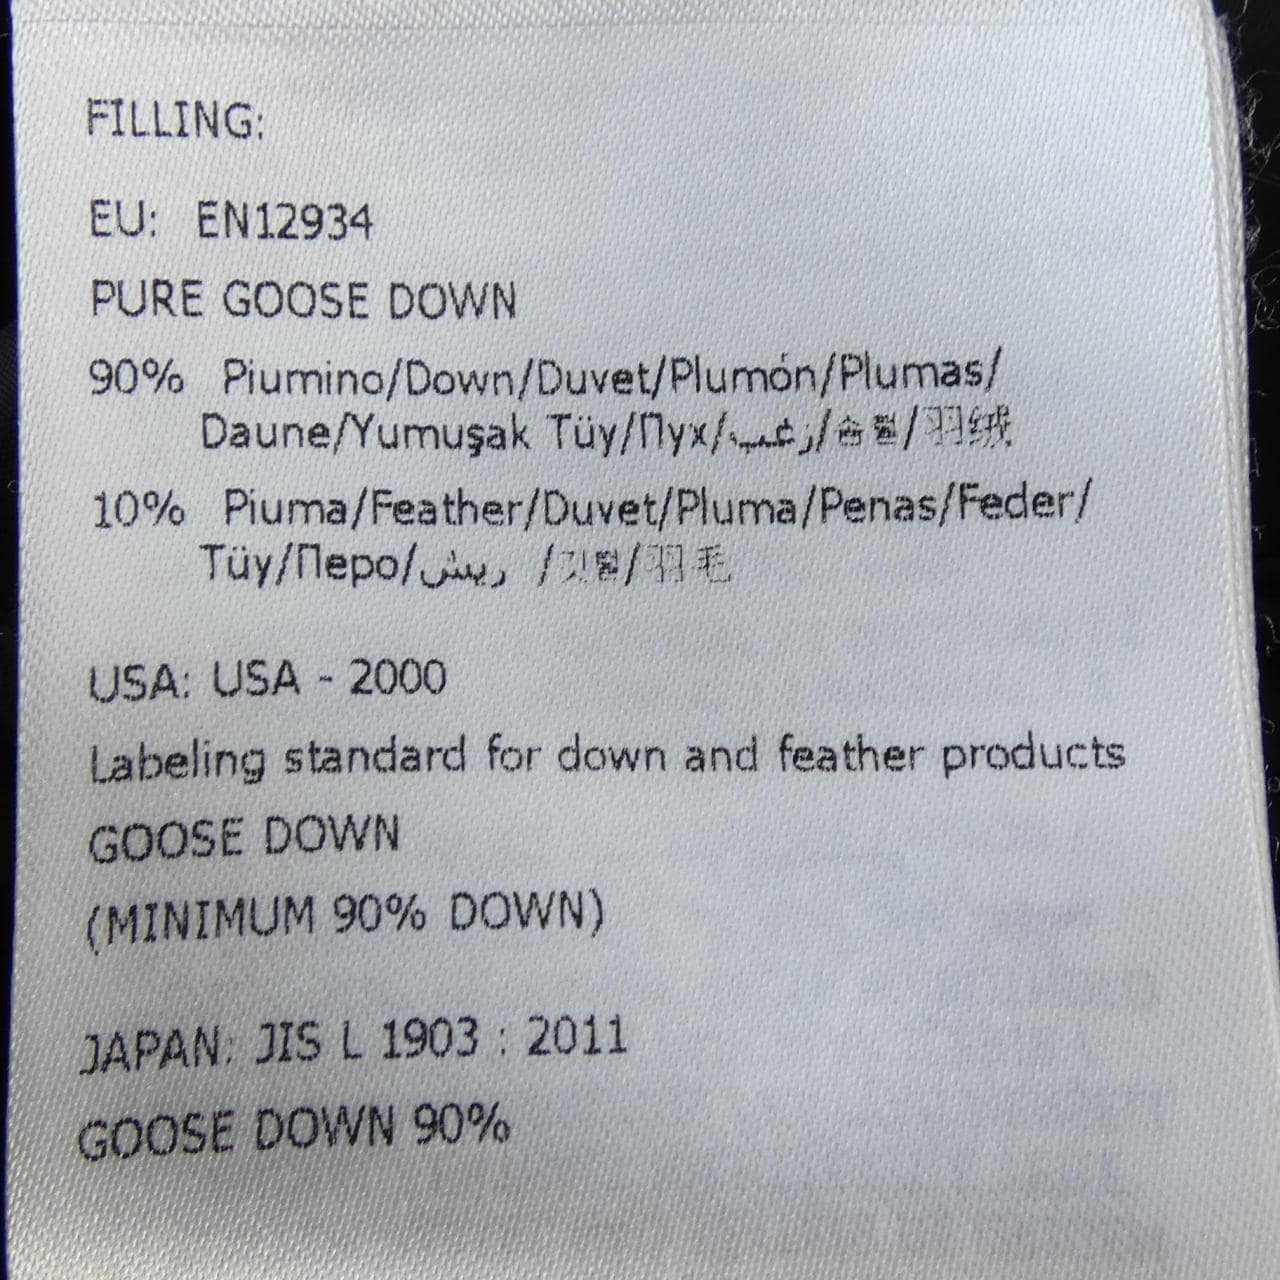 FILLING:
EU: EN12934
PURE GOOSE DOWN
90% Piumino/Down/Duvet/Plumón/Plumas/
Daune/Yumuşak Tüy/Пух/زغب/솜털/羽绒
10% Piuma/Feather/Duvet/Pluma/Penas/Feder/
Tüy/Перо/ريش /깃털/羽毛
USA: USA - 2000
Labeling standard for down and feather products
GOOSE DOWN
(MINIMUM 90% DOWN)
JAPAN: JIS L 1903 : 2011
GOOSE DOWN 90%